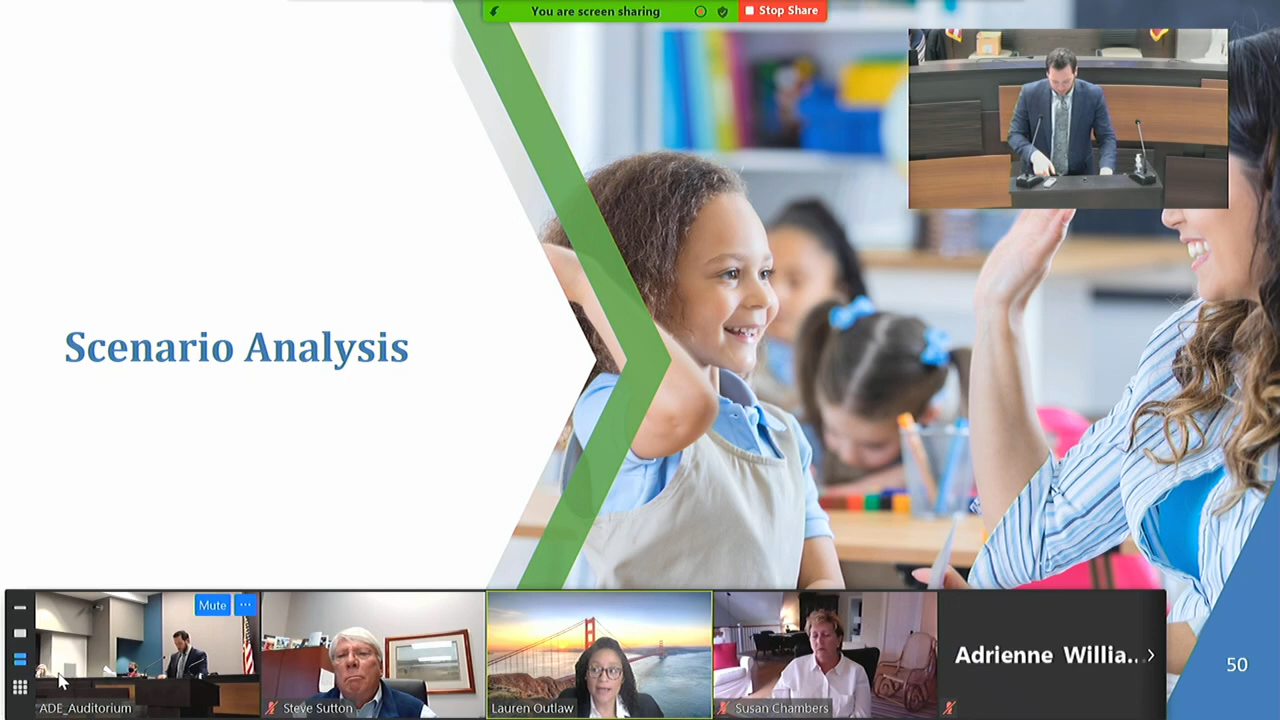 You are screen sharing
Stop Share
Scenario Analysis
Mute
ADE_Auditorium
Steve Sutton
Lauren Outlaw
Susan Chambers
Adrienne Willia...
50